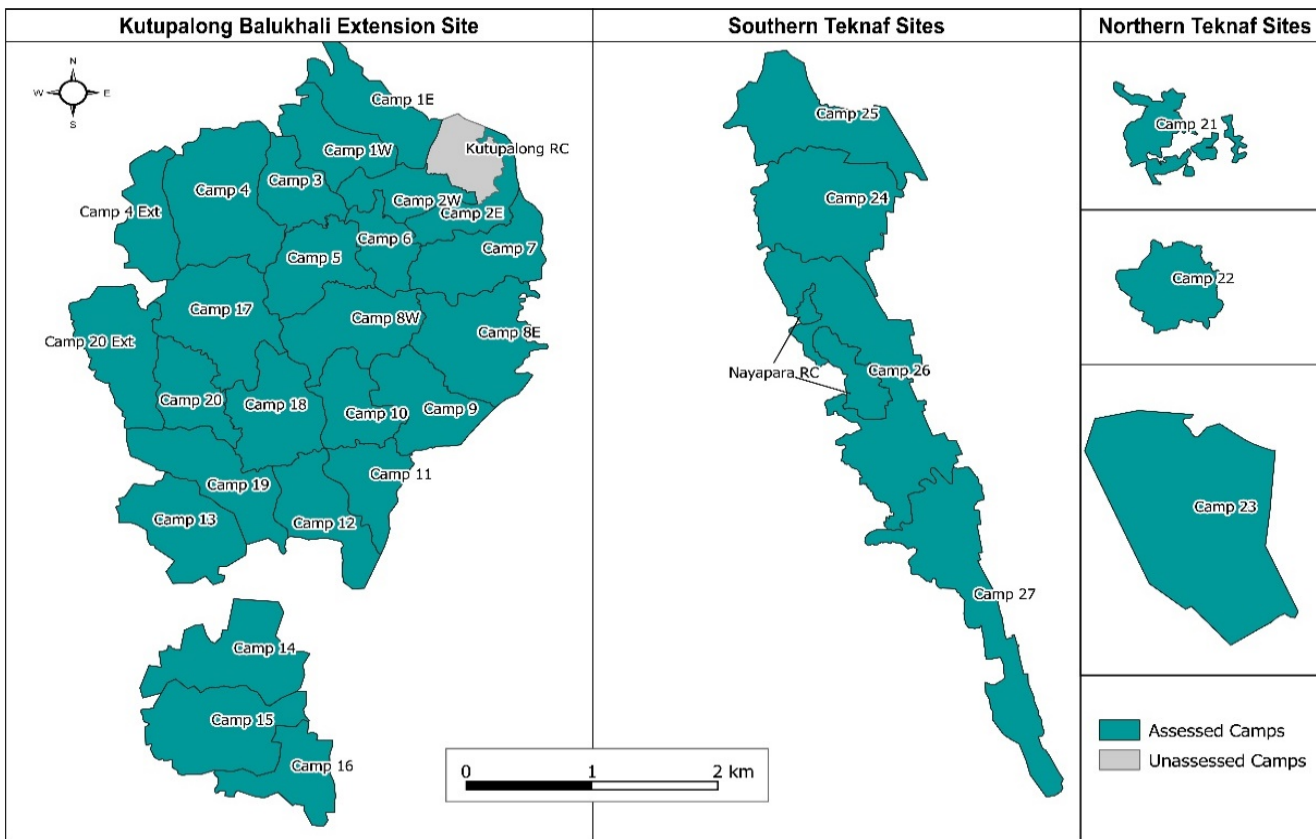 Kutupalong Balukhali Extension Site
Southern Teknaf Sites
Northern Teknaf Sites
N
W E
S
Camp 1E
Camp 1W
Kutupalong RC
Camp 3
Camp 4
Camp 2W
Camp 4 Ext
Camp 2E
Camp 6
Camp 7
Camp 5
Camp 17
Camp 8W
Camp 8E
Camp 20 Ext
Camp 20
Camp 18
Camp 10
Camp 9
Camp 11
Camp 19
Camp 13
Camp 12
Camp 14
Camp 15
Camp 16
0 1 2 km
Camp 25
Camp 24
Nayapara RC
Camp 26
Camp 27
Camp 21
Camp 22
Camp 23
Assessed Camps
Unassessed Camps